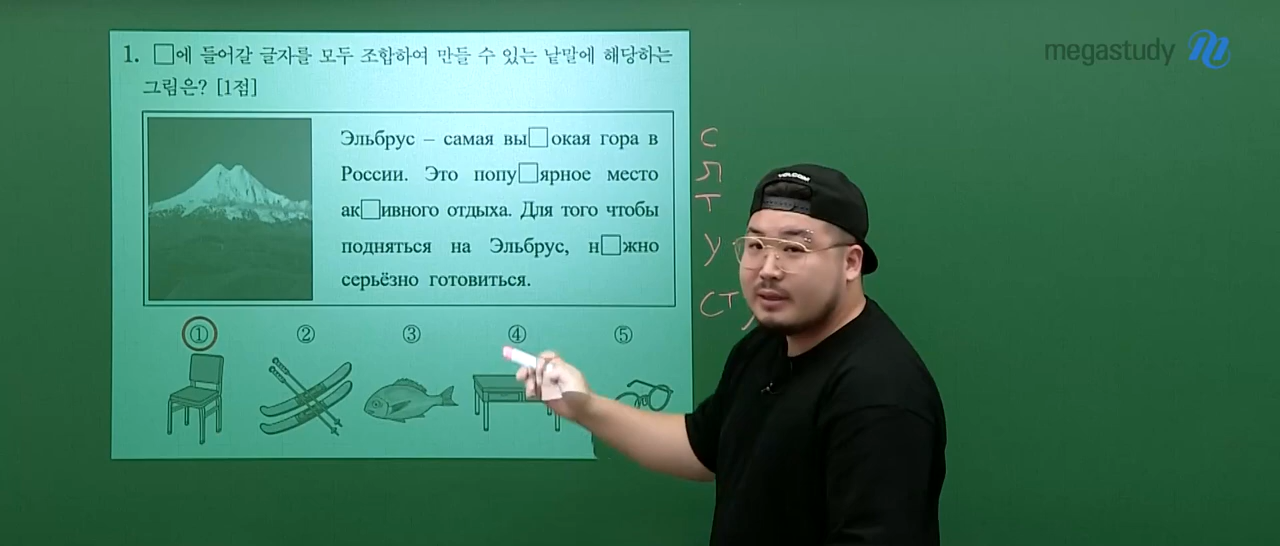 megastudy
1. □에 들어갈 글자를 모두 조합하여 만들 수 있는 낱말에 해당하는
그림은? [1점]
Эльбрус – самая вы□окая гора в
России. Это попу□ярное место
ак□ивного отдыха. Для того чтобы
подняться на Эльбрус, н□жно
серьёзно готовиться.
① ② ③ ④ ⑤
с
л
т
у
ст
VOLCOM